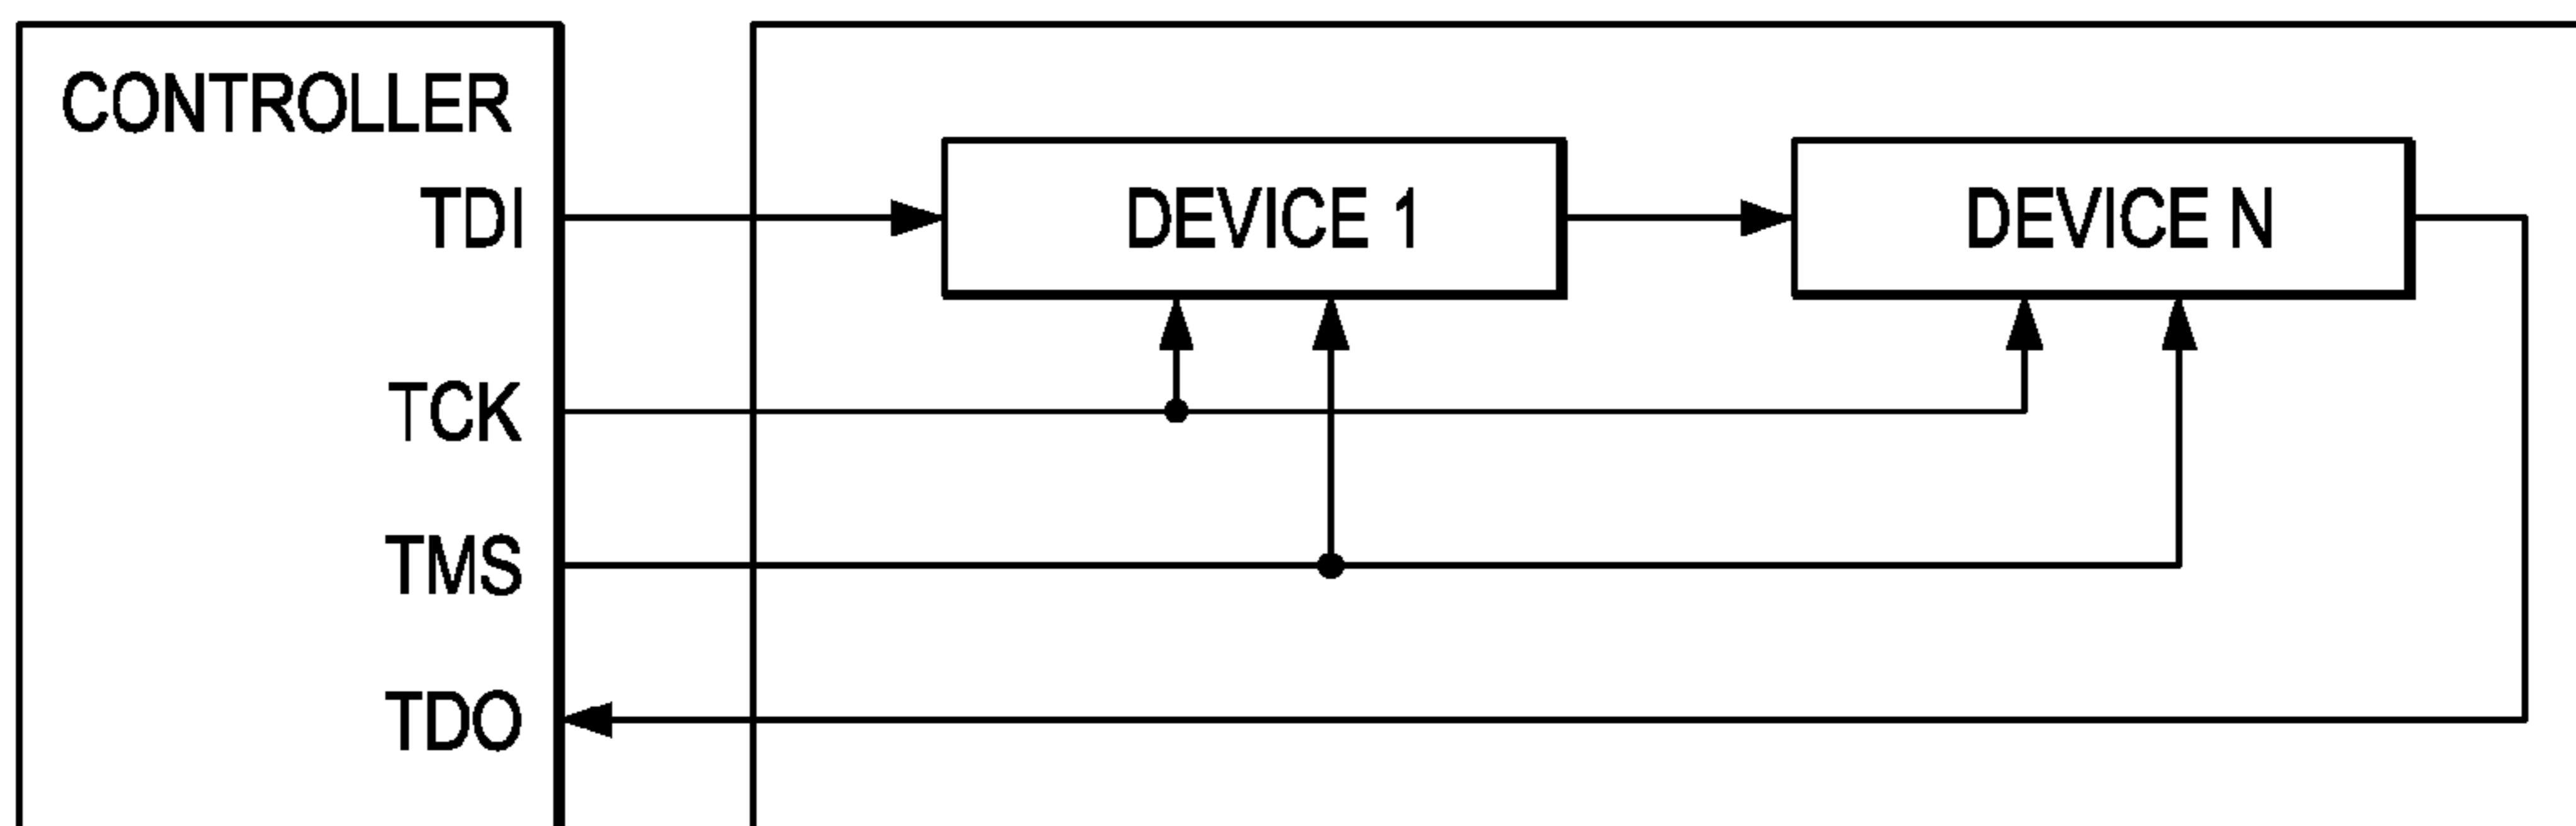 CONTROLLER
TDI
DEVICE 1
DEVICE N
TCK
TMS
TDO